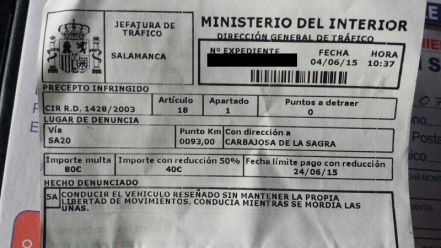 JEFATURA DE
TRÁFICO
SALAMANCA
MINISTERIO DEL INTERIOR
DIRECCIÓN GENERAL DE TRÁFICO
Nº EXPEDIENTE FECHA HORA
04/06/15 10:37
PRECEPTO INFRINGIDO
CIR R.D. 1428/2003 Artículo Apartado Puntos a detraer
18 1 0
LUGAR DE DENUNCIA
Vía Punto Km Con dirección a
SA20 0093,00 CARBAJOSA DE LA SAGRA
Importe multa Importe con reducción 50% Fecha límite pago con reducción
80€ 40€ 24/06/15
HECHO DENUNCIADO
SA CONDUCIR EL VEHICULO RESEÑADO SIN MANTENER LA PROPIA
LIBERTAD DE MOVIMIENTOS. CONDUCIA MIENTRAS SE MORDIA LAS
UÑAS.